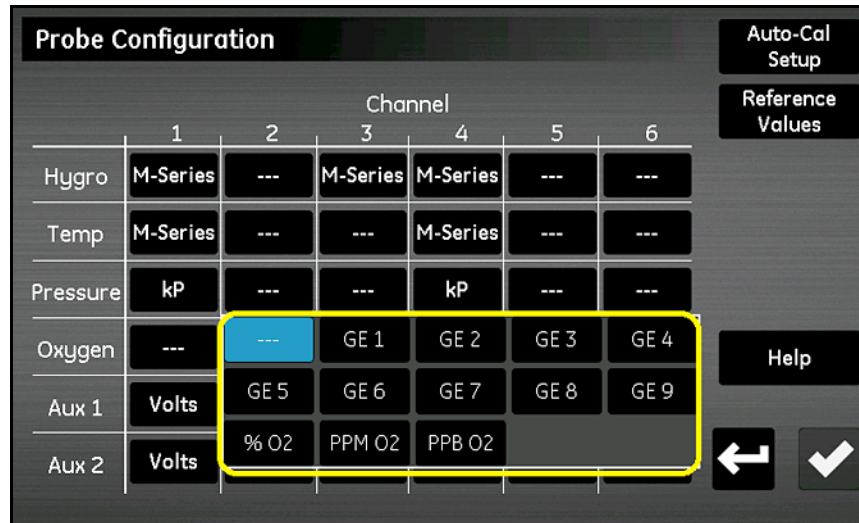 Probe Configuration
Auto-Cal
Setup
Reference
Values
Channel
1 2 3 4 5 6
Hygro M-Series --- M-Series M-Series --- ---
Temp M-Series --- --- M-Series --- ---
Pressure kP --- --- kP --- ---
Oxygen --- --- GE 1 GE 2 GE 3 GE 4
Help
Aux 1 Volts GE 5 GE 6 GE 7 GE 8 GE 9
Aux 2 Volts % O2 PPM O2 PPB O2